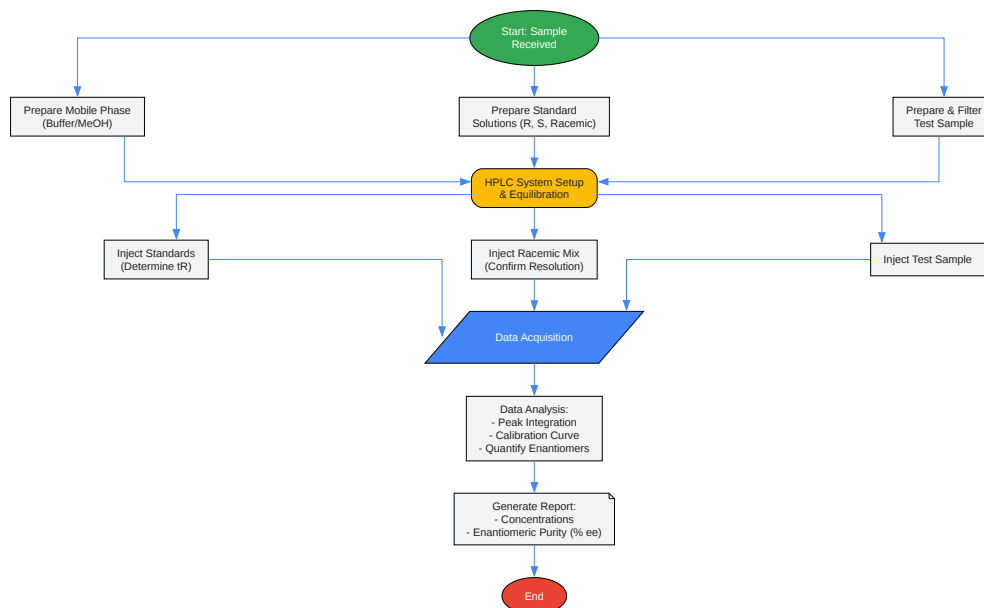 Start: Sample
Received
Prepare Mobile Phase
(Buffer/MeOH)
Prepare Standard
Solutions (R, S, Racemic)
Prepare & Filter
Test Sample
HPLC System Setup
& Equilibration
Inject Standards
(Determine tR)
Inject Racemic Mix
(Confirm Resolution)
Inject Test Sample
Data Acquisition
Data Analysis:
- Peak Integration
- Calibration Curve
- Quantify Enantiomers
Generate Report:
- Concentrations
- Enantiomeric Purity (% ee)
End